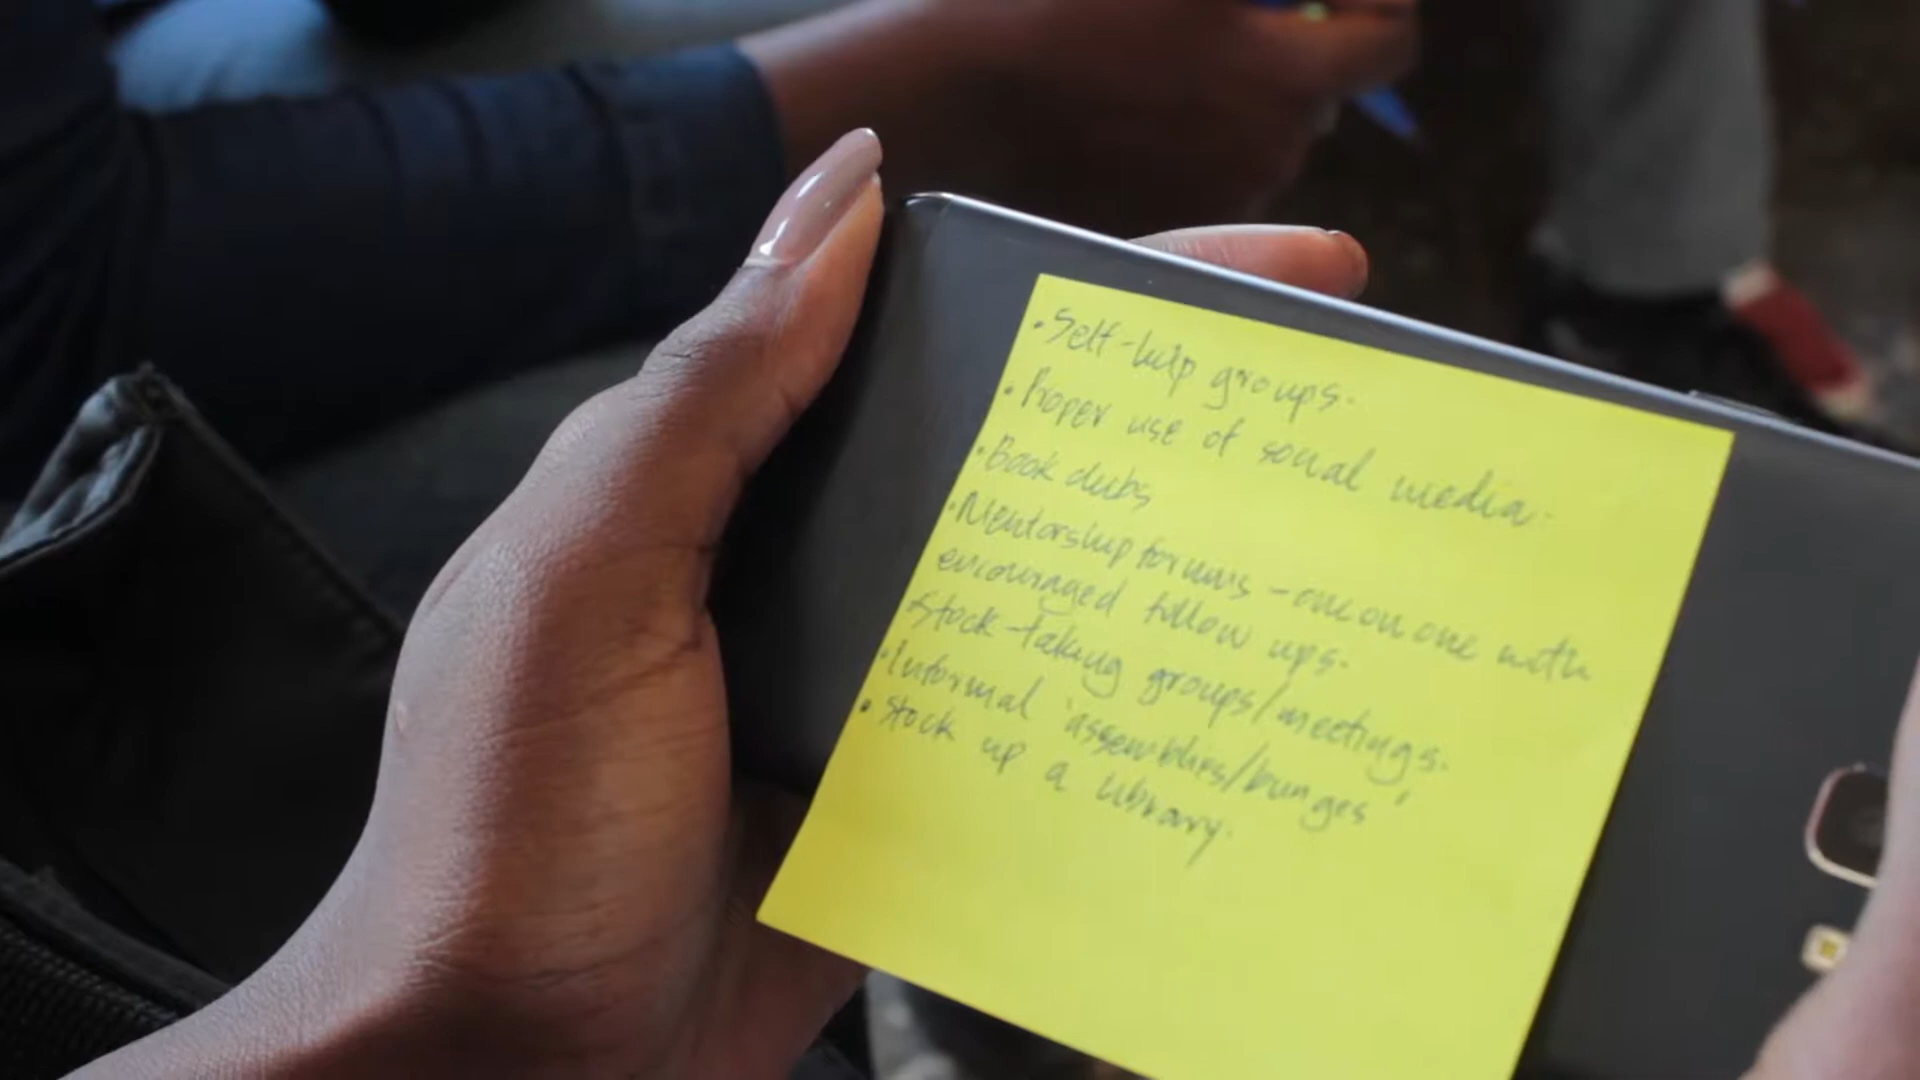 • Self-help groups.
• Proper use of social media.
• Book clubs
• Mentorship forums - one on one with
encouraged follow ups.
• Stock-taking groups/meetings.
• Informal 'assemblies/bunges'
• Stock up a library.